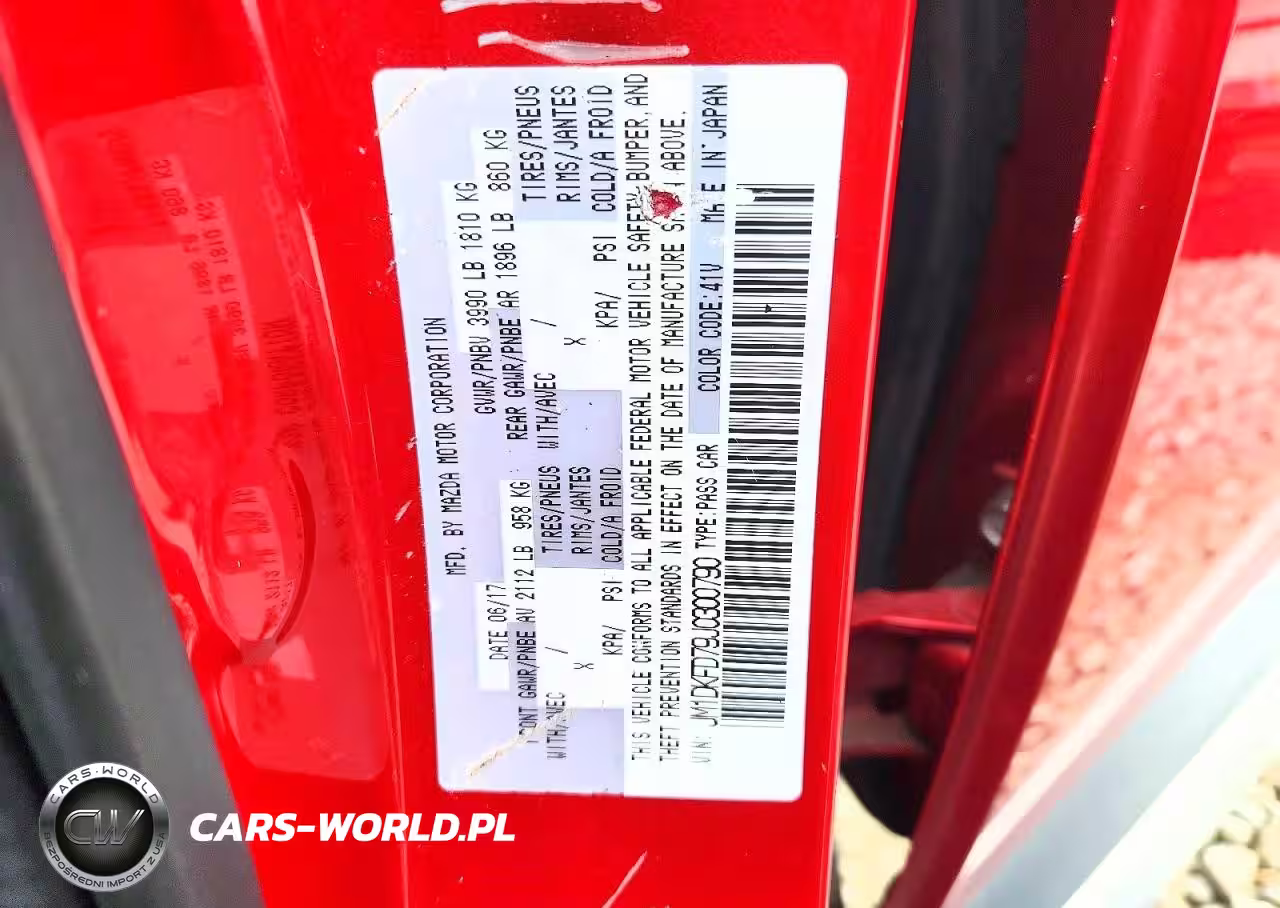 MFD. BY MAZDA MOTOR CORPORATION
DATE 06/17
GVWR/PNBV 3990 LB 1810 KG
FRONT GAWR/PNBE AV 2112 LB 958 KG
REAR GAWR/PNBE AR 1896 LB 860 KG
WITH/AVEC / TIRES/PNEUS WITH/AVEC / TIRES/PNEUS
X RIMS/JANTES X RIMS/JANTES
KPA/ PSI COLD/A FROID KPA/ PSI COLD/A FROID
THIS VEHICLE CONFORMS TO ALL APPLICABLE FEDERAL MOTOR VEHICLE SAFETY, BUMPER, AND
THEFT PREVENTION STANDARDS IN EFFECT ON THE DATE OF MANUFACTURE ABOVE.
VIN: JM1DKFD79J0300790 TYPE:PASS CAR COLOR CODE:41V IN JAPAN
CARS-WORLD
CW
BEZPOŚREDNI IMPORT Z USA
CARS-WORLD.PL